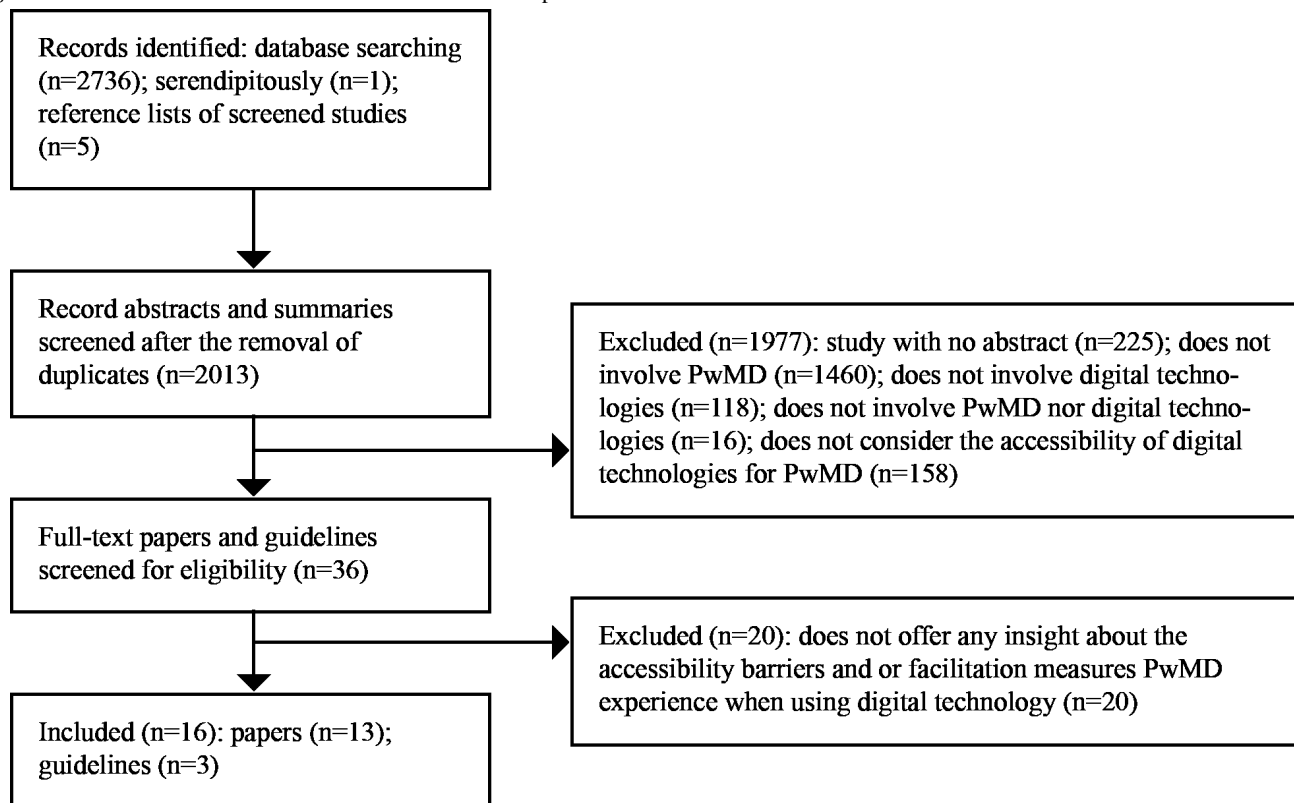 Records identified: database searching
(n=2736); serendipitously (n=1);
reference lists of screened studies
(n=5)
Record abstracts and summaries
screened after the removal of
duplicates (n=2013)
Excluded (n=1977): study with no abstract (n=225); does not
involve PwMD (n=1460); does not involve digital techno-
logies (n=118); does not involve PwMD nor digital techno-
logies (n=16); does not consider the accessibility of digital
technologies for PwMD (n=158)
Full-text papers and guidelines
screened for eligibility (n=36)
Excluded (n=20): does not offer any insight about the
accessibility barriers and or facilitation measures PwMD
experience when using digital technology (n=20)
Included (n=16): papers (n=13);
guidelines (n=3)